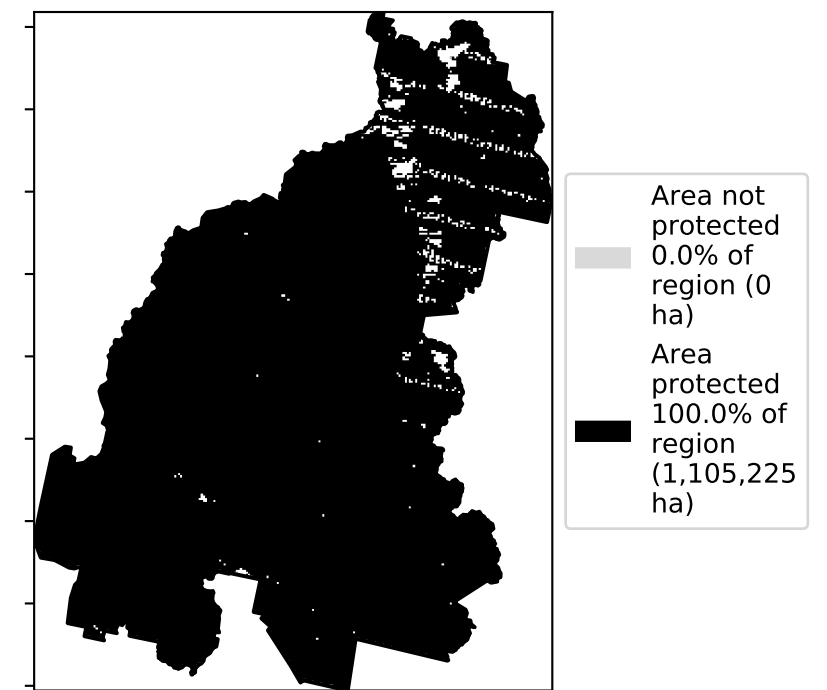 Area not
protected
0.0% of
region (0
ha)
Area
protected
100.0% of
region
(1,105,225
ha)